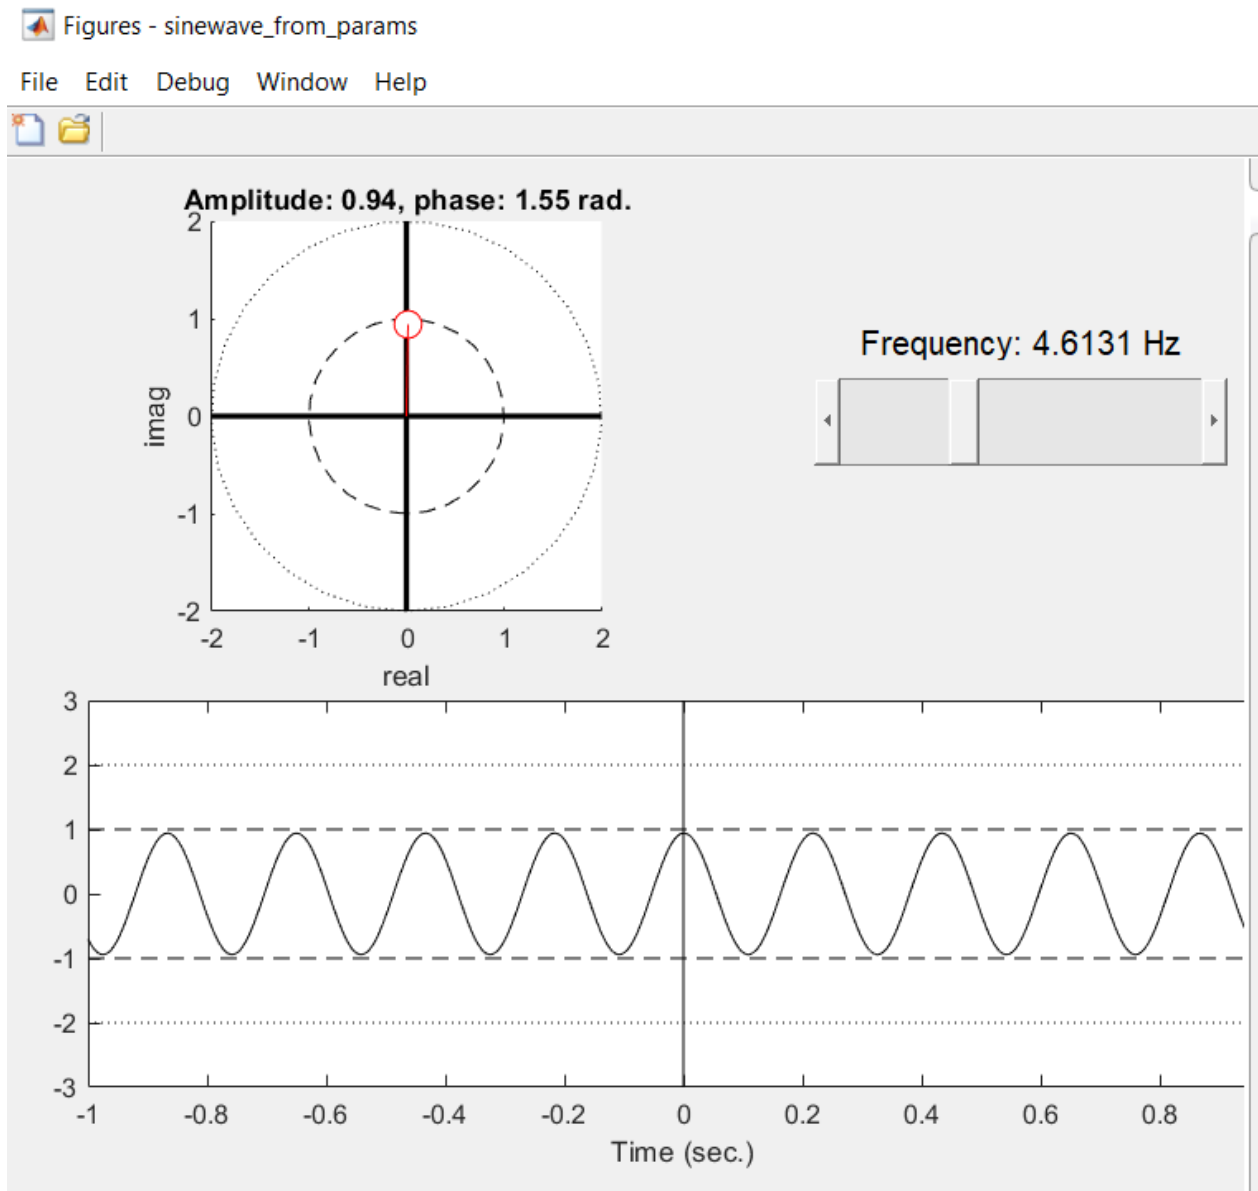 Figures - sinewave_from_params
File Edit Debug Window Help
Amplitude: 0.94, phase: 1.55 rad.
2
1
0
-1
-2
imag
-2 -1 0 1 2
real
Frequency: 4.6131 Hz
3
2
1
0
-1
-2
-3
-1 -0.8 -0.6 -0.4 -0.2 0 0.2 0.4 0.6 0.8
Time (sec.)